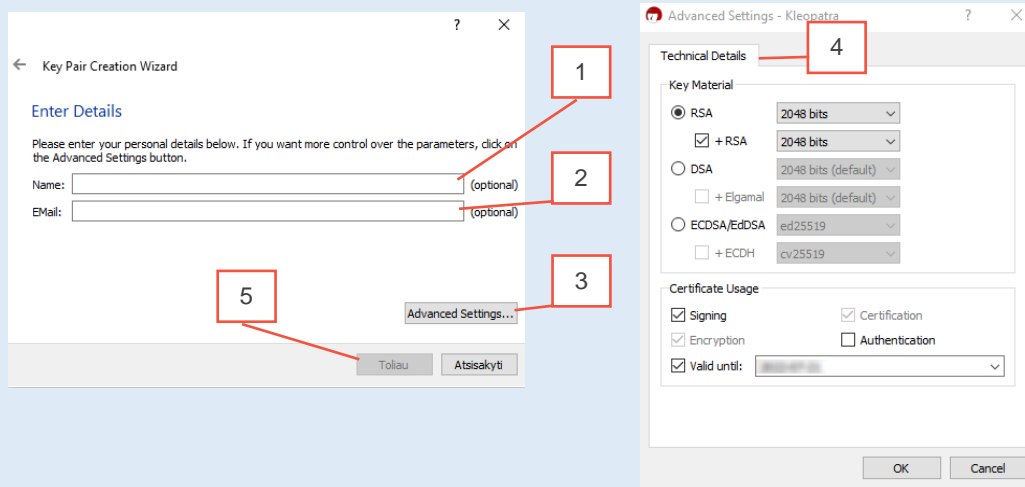 ?
Key Pair Creation Wizard
Enter Details
Please enter your personal details below. If you want more control over the parameters, click on
the Advanced Settings button.
Name: (optional)
EMail: (optional)
Advanced Settings...
Toliau Atsisakyti
1
2
3
5
Advanced Settings - Kleopatra ?
4
Technical Details
Key Material
RSA 2048 bits
+ RSA 2048 bits
DSA 2048 bits (default)
+ Elgamal 2048 bits (default)
ECDSA/EdDSA ed25519
+ ECDH cv25519
Certificate Usage
Signing Certification
Encryption Authentication
Valid until:
OK Cancel